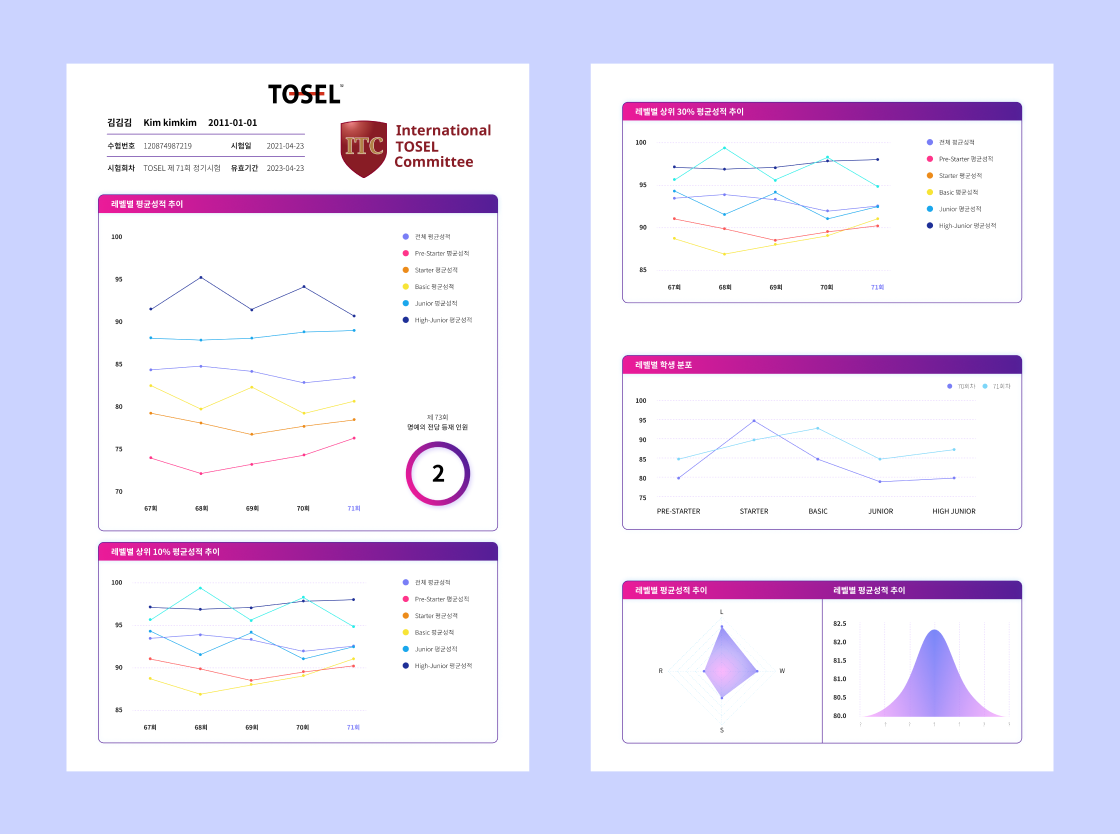 TOSEL
김김김 Kim kimkim 2011-01-01
수험번호 120874987219 시험일 2021-04-23
시험회차 TOSEL 제 71회 정기시험 유효기간 2023-04-23
ITC
International
TOSEL
Committee
레벨별 평균성적 추이
100
95
90
85
80
75
70
67회 68회 69회 70회 71회
전체 평균성적
Pre-Starter 평균성적
Starter 평균성적
Basic 평균성적
Junior 평균성적
High-Junior 평균성적
제 73회
명예의 전당 등재 인원
2
레벨별 상위 10% 평균성적 추이
100
95
90
85
67회 68회 69회 70회 71회
전체 평균성적
Pre-Starter 평균성적
Starter 평균성적
Basic 평균성적
Junior 평균성적
High-Junior 평균성적
레벨별 상위 30% 평균성적 추이
100
95
90
85
67회 68회 69회 70회 71회
전체 평균성적
Pre-Starter 평균성적
Starter 평균성적
Basic 평균성적
Junior 평균성적
High-Junior 평균성적
레벨별 학생 분포
70회차 71회차
100
95
90
85
80
75
PRE-STARTER STARTER BASIC JUNIOR HIGH JUNIOR
레벨별 평균성적 추이
L
R W
S
레벨별 평균성적 추이
82.5
82.0
81.5
81.0
80.5
80.0